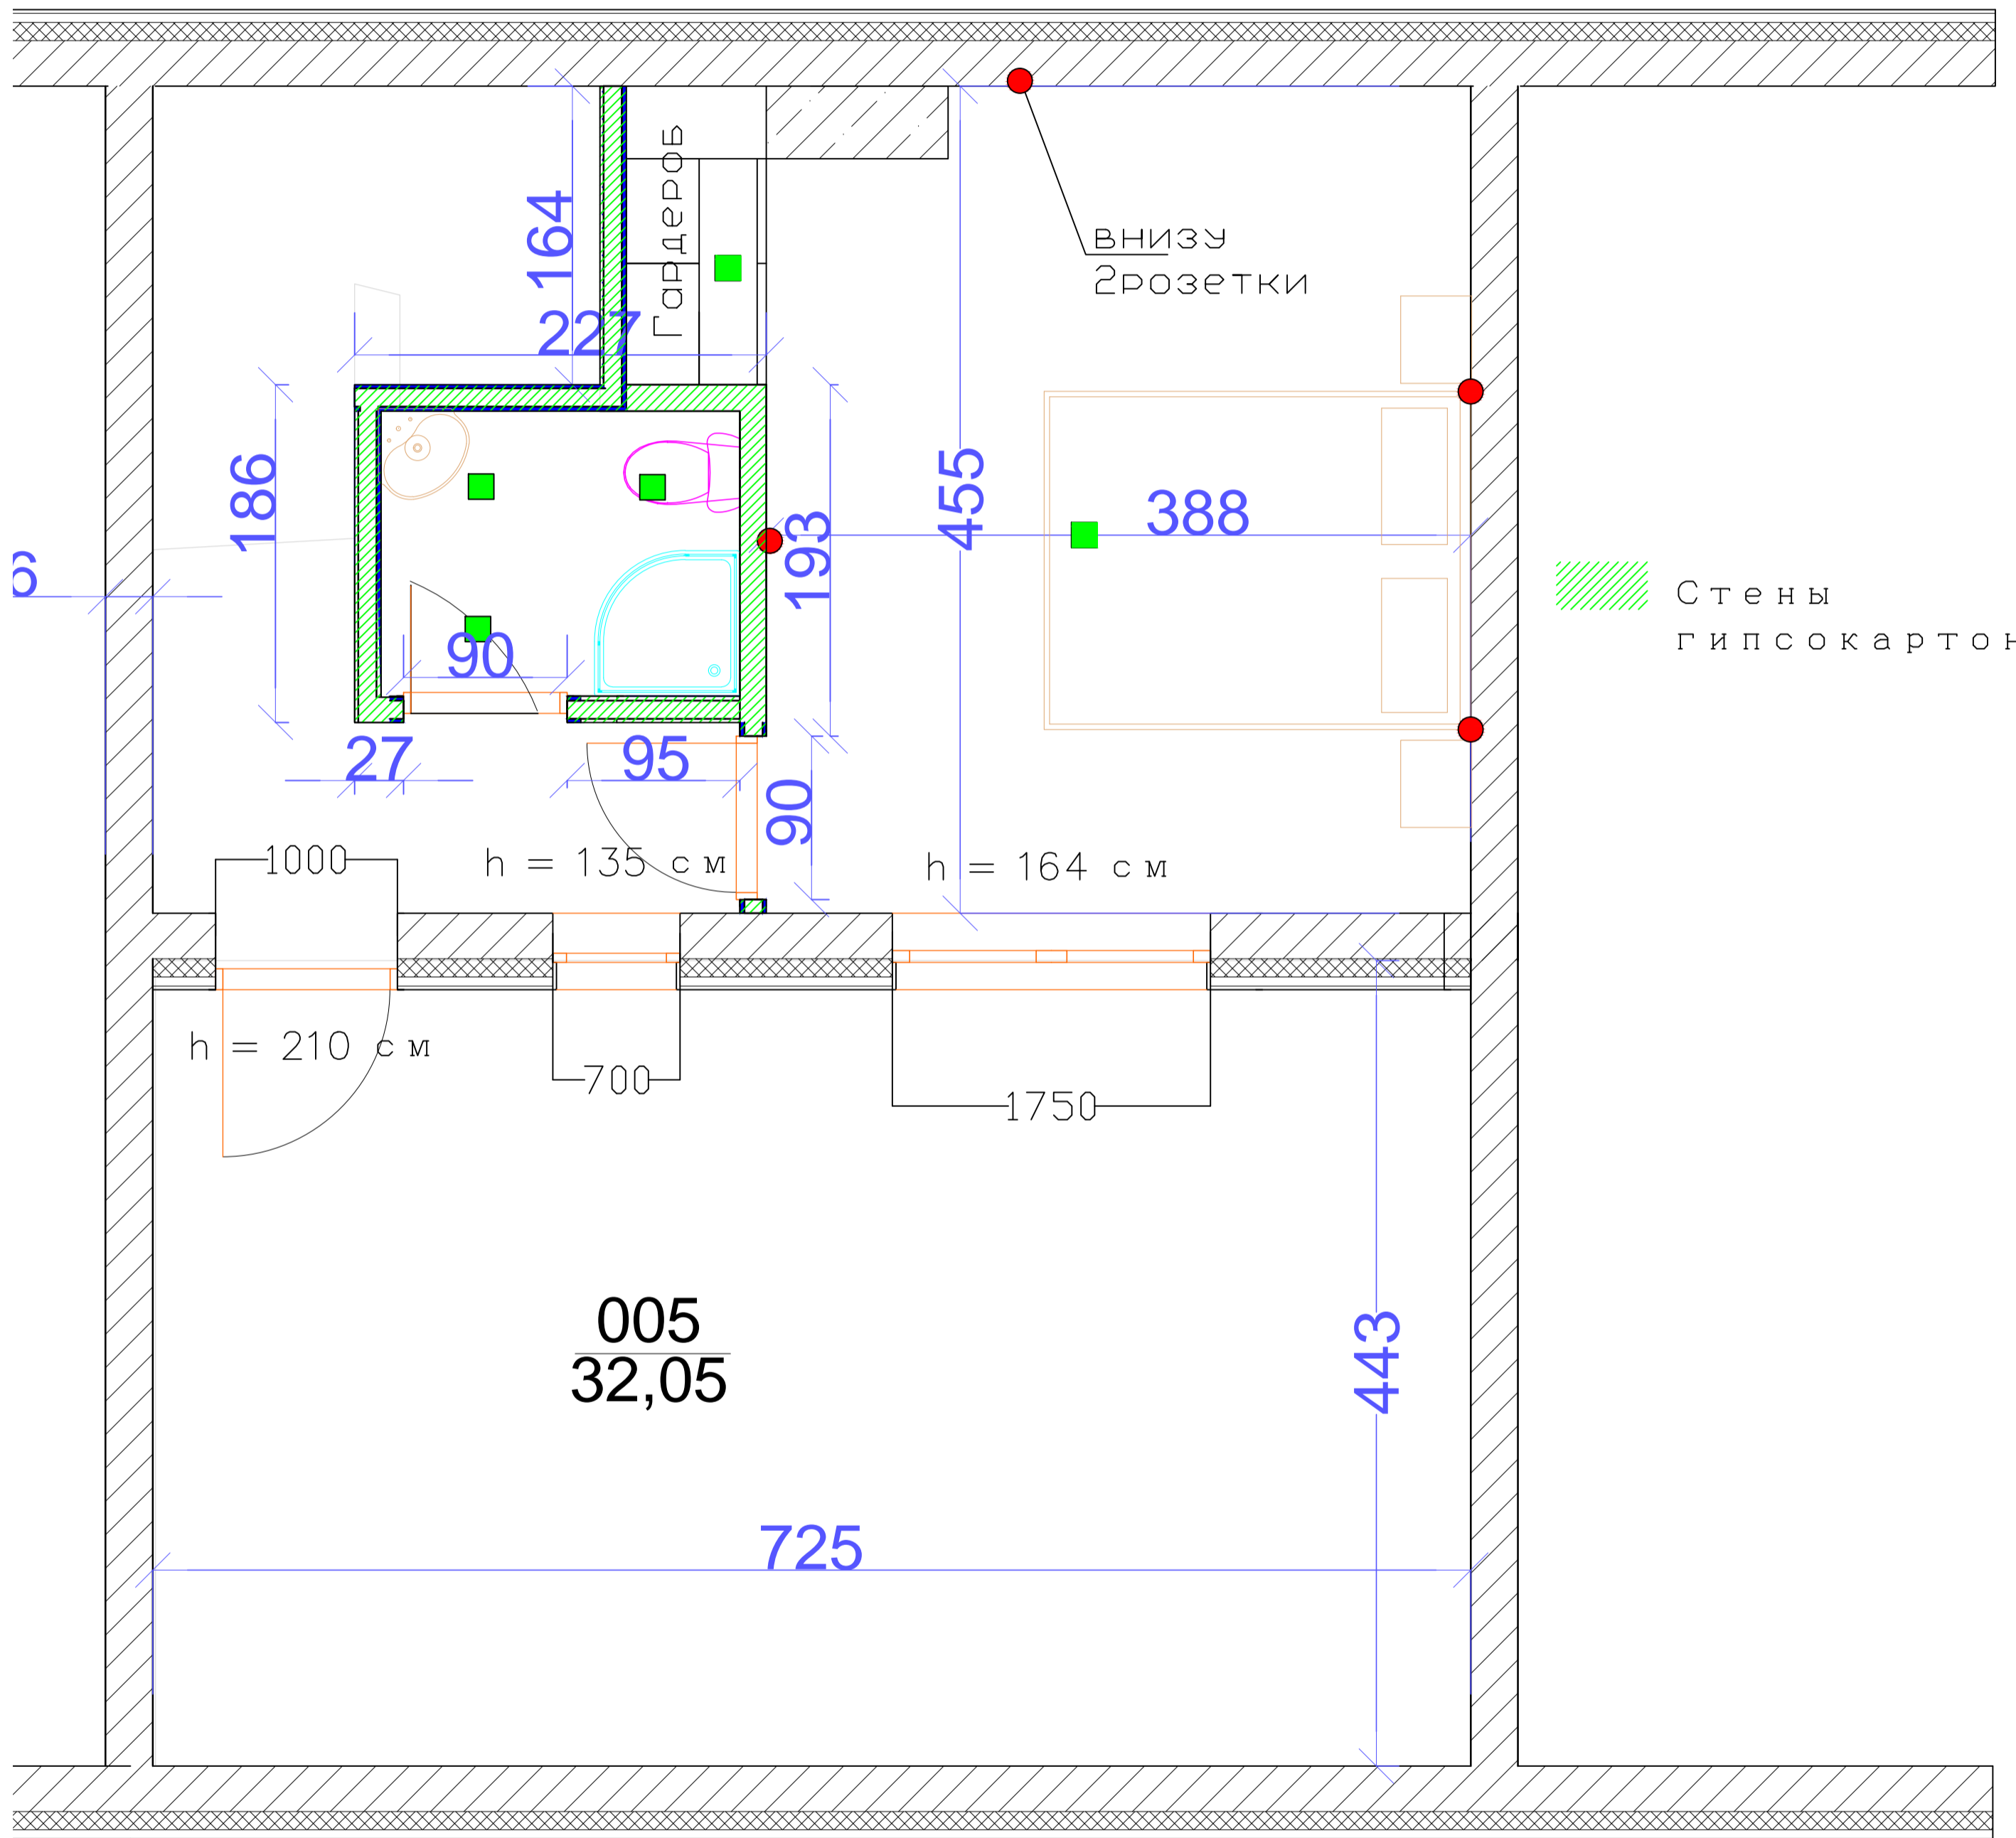 Гардероб
164
227
внизу
2розетки
186
455
388
193
6
Стены
гипсокартон
90
27
95
90
1000
h = 135 см
h = 164 см
h = 210 см
700
1750
005
32,05
443
725